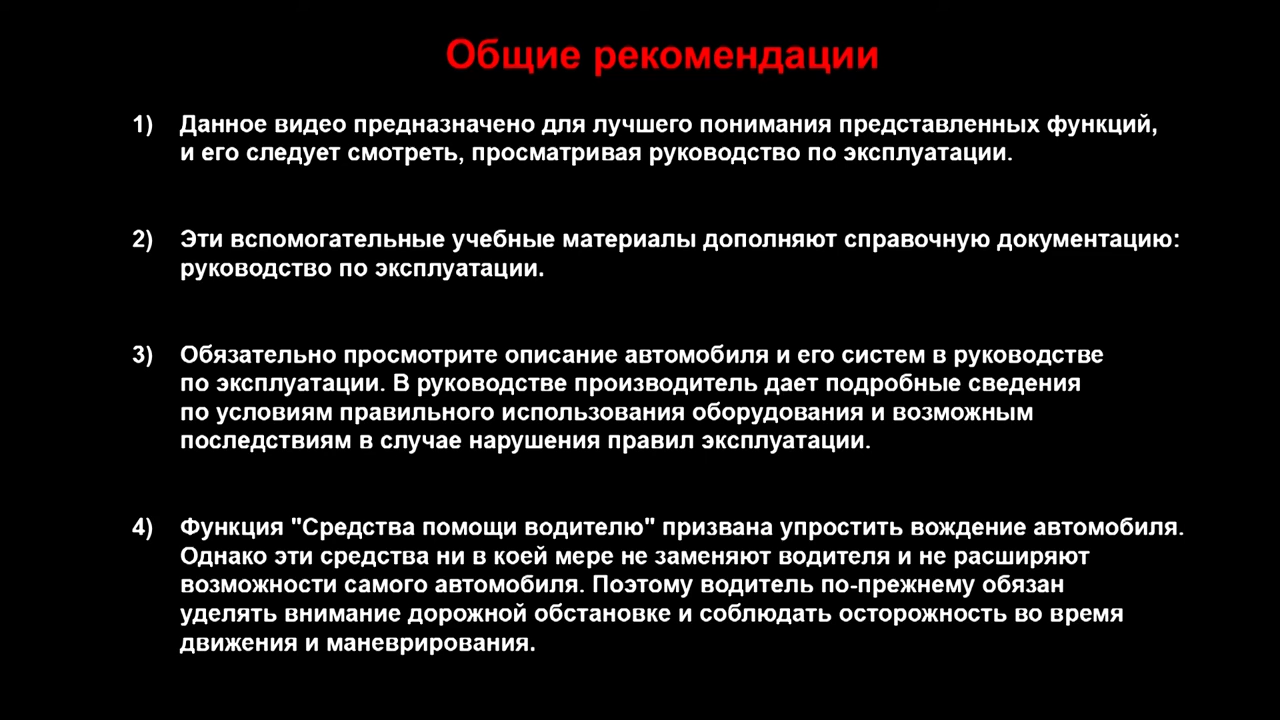 Общие рекомендации
1) Данное видео предназначено для лучшего понимания представленных функций,
и его следует смотреть, просматривая руководство по эксплуатации.
2) Эти вспомогательные учебные материалы дополняют справочную документацию:
руководство по эксплуатации.
3) Обязательно просмотрите описание автомобиля и его систем в руководстве
по эксплуатации. В руководстве производитель дает подробные сведения
по условиям правильного использования оборудования и возможным
последствиям в случае нарушения правил эксплуатации.
4) Функция "Средства помощи водителю" призвана упростить вождение автомобиля.
Однако эти средства ни в коей мере не заменяют водителя и не расширяют
возможности самого автомобиля. Поэтому водитель по-прежнему обязан
уделять внимание дорожной обстановке и соблюдать осторожность во время
движения и маневрирования.